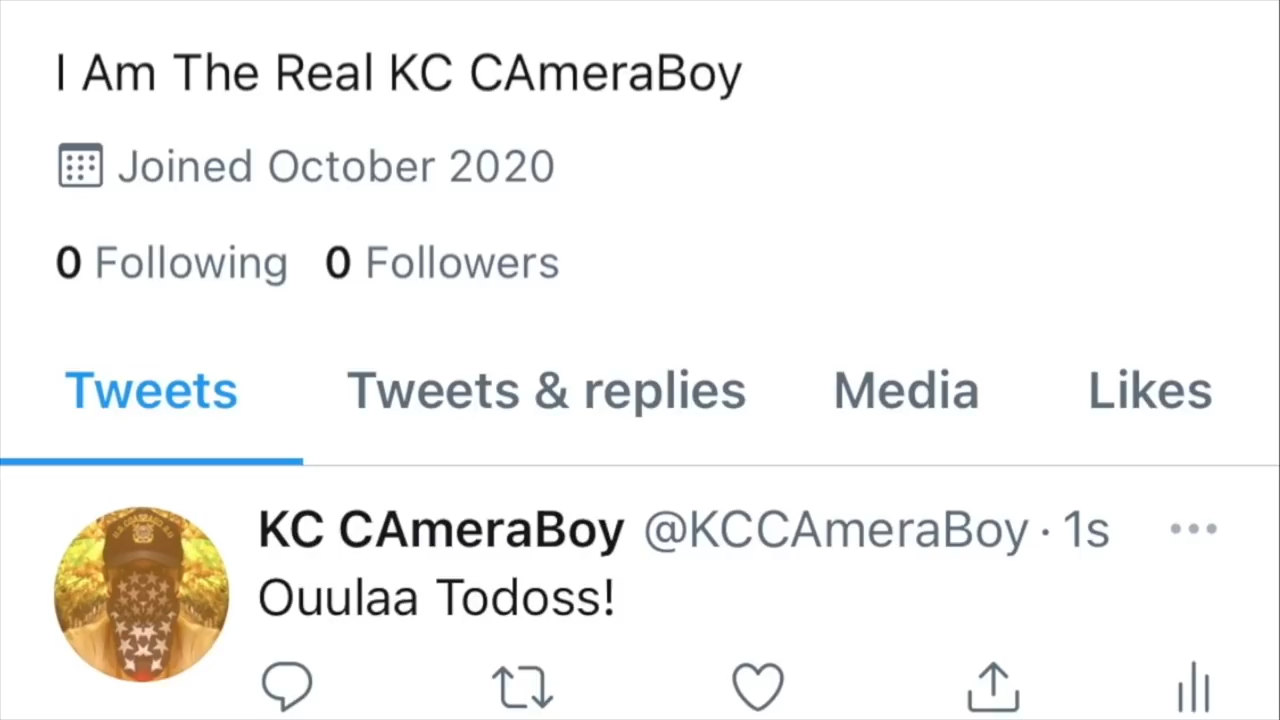 I Am The Real KC CAmeraBoy
Joined October 2020
0 Following 0 Followers
Tweets Tweets & replies Media Likes
KC CAmeraBoy @KCCAmeraBoy · 1s
Ouulaa Todoss!